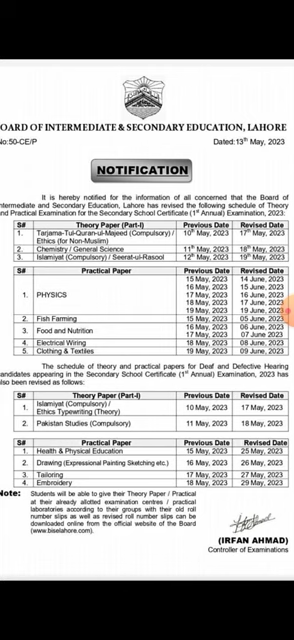 OARD OF INTERMEDIATE & SECONDARY EDUCATION, LAHORE
No:50-CE/P Dated:13th May, 2023
NOTIFICATION
It is hereby notified for the information of all concerned that the Board of
Intermediate and Secondary Education, Lahore has revised the following schedule of Theory
and Practical Examination for the Secondary School Certificate (1st Annual) Examination, 2023:
S# Theory Paper (Part-I) Previous Date Revised Date
1. Tarjama-Tul-Quran-ul-Majeed (Compulsory) / 10th May, 2023 17th May, 2023
Ethics (for Non-Muslim)
2. Chemistry / General Science 11th May, 2023 18th May, 2023
3. Islamiyat (Compulsory) / Seerat-ul-Rasool 12th May, 2023 19th May, 2023
S# Practical Paper Previous Date Revised Date
1. PHYSICS 15 May, 2023 14 June, 2023
16 May, 2023 15 June, 2023
17 May, 2023 16 June, 2023
18 May, 2023 17 June, 2023
19 May, 2023 19 June, 2023
2. Fish Farming 15 May, 2023 05 June, 2023
3. Food and Nutrition 16 May, 2023 06 June, 2023
17 May, 2023 07 June, 2023
4. Electrical Wiring 18 May, 2023 08 June, 2023
5. Clothing & Textiles 19 May, 2023 09 June, 2023
The schedule of theory and practical papers for Deaf and Defective Hearing
Candidates appearing in the Secondary School Certificate (1st Annual) Examination, 2023 has
also been revised as follows:
S# Theory Paper (Part-I) Previous Date Revised Date
1. Islamiyat (Compulsory) / 10 May, 2023 17 May, 2023
Ethics Typewriting (Theory)
2. Pakistan Studies (Compulsory) 11 May, 2023 18 May, 2023
S# Practical Paper Previous Date Revised Date
1. Health & Physical Education 15 May, 2023 25 May, 2023
2. Drawing (Expressional Painting Sketching etc.) 16 May, 2023 26 May, 2023
3. Tailoring 17 May, 2023 27 May, 2023
4. Embroidery 18 May, 2023 29 May, 2023
Note: Students will be able to give their Theory Paper / Practical
at their already allotted examination centres / practical
laboratories according to their groups with their old roll
number slips as well as revised roll number slips can be
downloaded online from the official website of the Board
(www.biselahore.com).
(IRFAN AHMAD)
Controller of Examinations